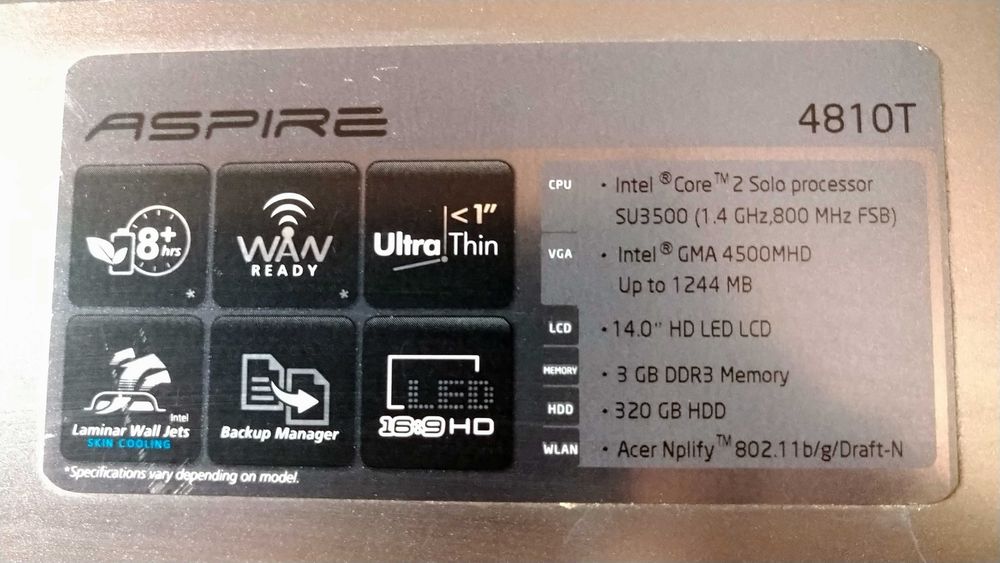 ASPIRE
4810T
8+
hrs
*
WAN
READY
*
< 1”
Ultra Thin
Intel
Laminar Wall Jets
SKIN COOLING
Backup Manager
LED
16:9 HD
*Specifications vary depending on model.
CPU
• Intel ® Core™ 2 Solo processor
SU3500 (1.4 GHz,800 MHz FSB)
VGA
• Intel® GMA 4500MHD
Up to 1244 MB
LCD
• 14.0" HD LED LCD
MEMORY
• 3 GB DDR3 Memory
HDD
• 320 GB HDD
WLAN
• Acer Nplify™ 802.11b/g/Draft-N